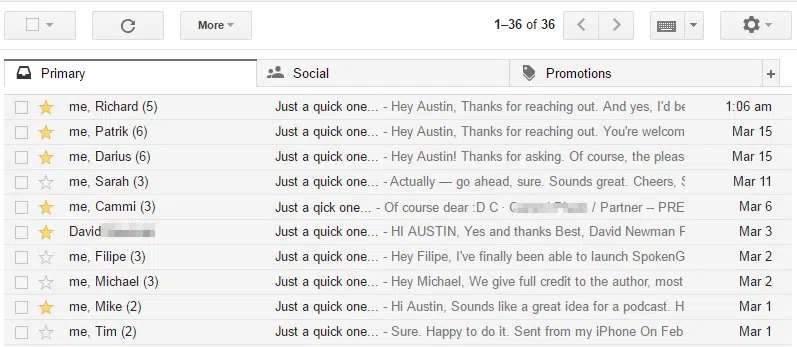 More 1–36 of 36
Primary Social Promotions +
me, Richard (5) Just a quick one... - Hey Austin, Thanks for reaching out. And yes, I'd be 1:06 am
me, Patrik (6) Just a quick one... - Hey Austin, Thanks for reaching out. You're welcom Mar 15
me, Darius (6) Just a quick one... - Hey Austin! Thanks for asking. Of course, the pleas Mar 15
me, Sarah (3) Just a quick one... - Actually — go ahead, sure. Sounds great. Cheers, S Mar 11
me, Cammi (3) Just a qick one... - Of course dear :D C · / Partner -- PRE Mar 6
David Just a quick one... - HI AUSTIN, Yes and thanks Best, David Newman F Mar 3
me, Filipe (3) Just a quick one... - Hey Filipe, I've finally been able to launch SpokenG Mar 2
me, Michael (3) Just a quick one... - Hey Michael, We give full credit to the author, most Mar 2
me, Mike (2) Just a quick one... - Hi Austin, Sounds like a great idea for a podcast. H Mar 1
me, Tim (2) Just a quick one... - Sure. Happy to do it. Sent from my iPhone On Feb Mar 1